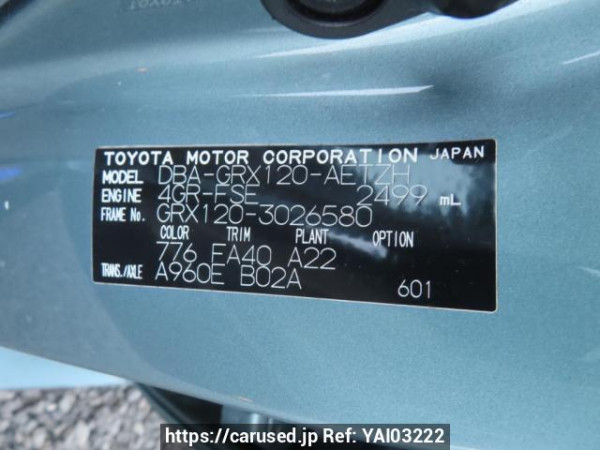 TOYOTA MOTOR CORPORATION JAPAN
MODEL DBA-GRX120-AETZH
ENGINE 4GR-FSE 2499 mL
FRAME No. GRX120-3026580
COLOR TRIM PLANT OPTION
776 FA40 A22
TRANS./AXLE A960E B02A
601
https://carused.jp Ref: YAI03222